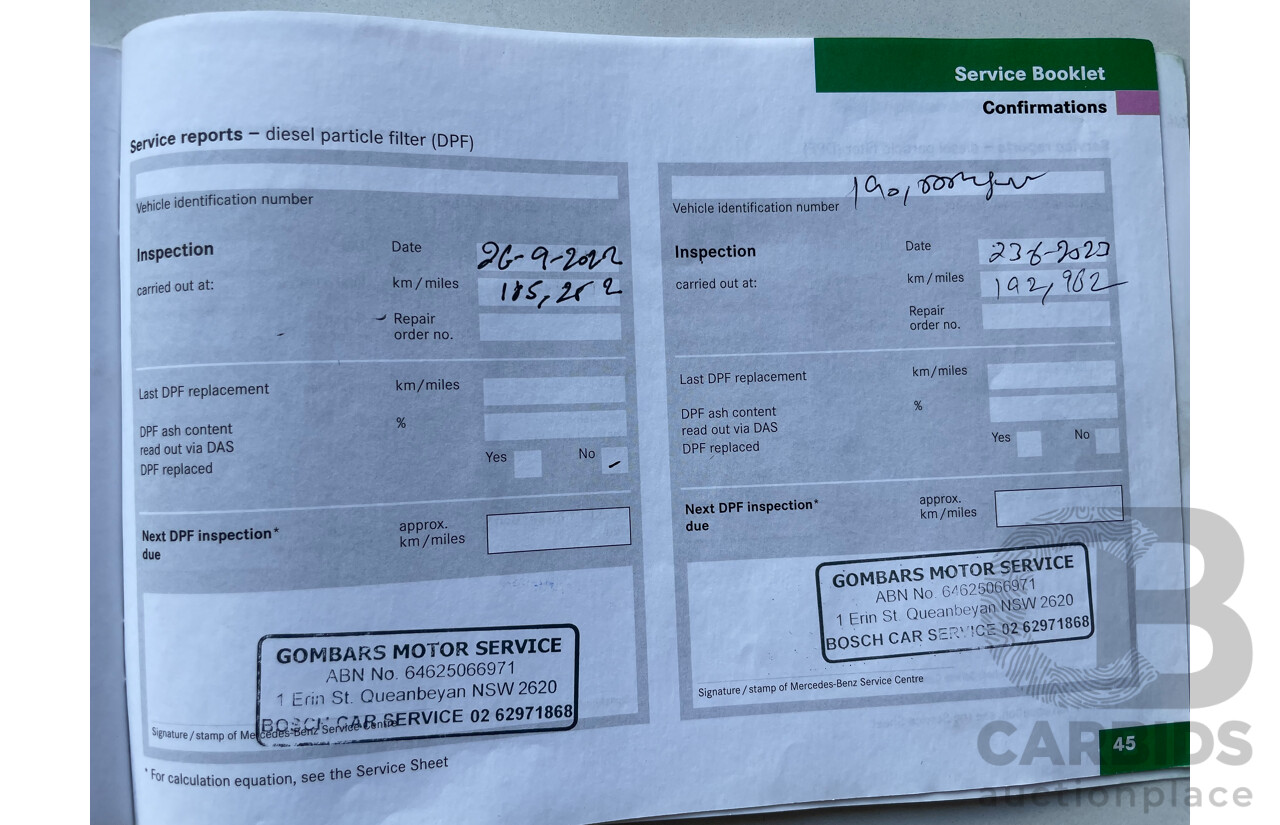 Service Booklet
Confirmations
Service reports – diesel particle filter (DPF)
Vehicle identification number
Inspection
Date
26-9-2022
carried out at:
km/miles
185,252
Repair
order no.
Last DPF replacement
km/miles
DPF ash content
read out via DAS
%
DPF replaced
Yes
No
Next DPF inspection*
due
approx.
km/miles
GOMBARS MOTOR SERVICE
ABN No. 64625066971
1 Erin St. Queanbeyan NSW 2620
BOSCH CAR SERVICE 02 62971868
Signature/stamp of Mercedes-Benz Service Centre
* For calculation equation, see the Service Sheet
190,000
Vehicle identification number
Inspection
Date
23 6-2023
carried out at:
km/miles
192,962
Repair
order no.
Last DPF replacement
km/miles
DPF ash content
read out via DAS
%
DPF replaced
Yes
No
Next DPF inspection*
due
approx.
km/miles
GOMBARS MOTOR SERVICE
ABN No. 64625066971
1 Erin St. Queanbeyan NSW 2620
BOSCH CAR SERVICE 02 62971868
Signature/stamp of Mercedes-Benz Service Centre
45
CARBIDS
auctionplace